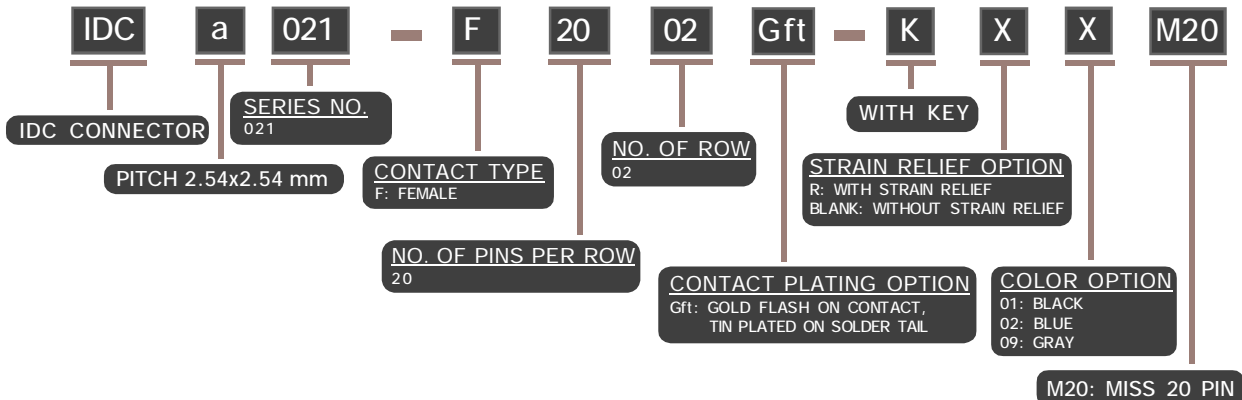 IDC a 021 - F 20 02 Gft - K X X M20
IDC CONNECTOR
PITCH 2.54x2.54 mm
SERIES NO.
021
CONTACT TYPE
F: FEMALE
NO. OF PINS PER ROW
20
NO. OF ROW
02
CONTACT PLATING OPTION
Gft: GOLD FLASH ON CONTACT,
TIN PLATED ON SOLDER TAIL
WITH KEY
STRAIN RELIEF OPTION
R: WITH STRAIN RELIEF
BLANK: WITHOUT STRAIN RELIEF
COLOR OPTION
01: BLACK
02: BLUE
09: GRAY
M20: MISS 20 PIN